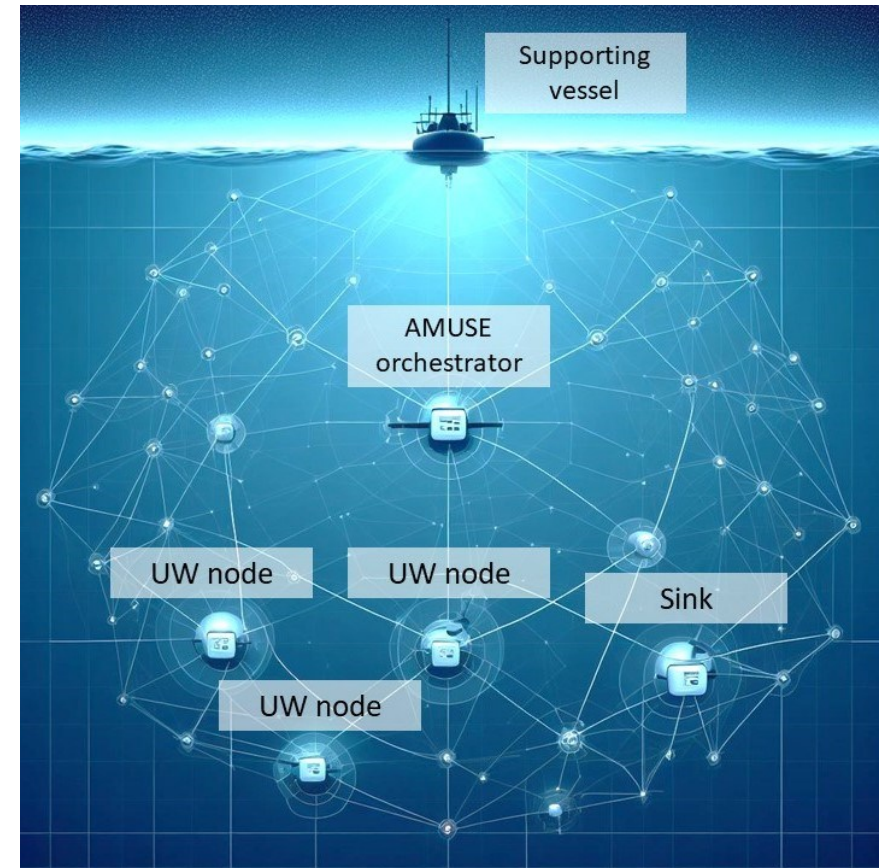 Supporting
vessel
AMUSE
orchestrator
UW node
UW node
Sink
UW node